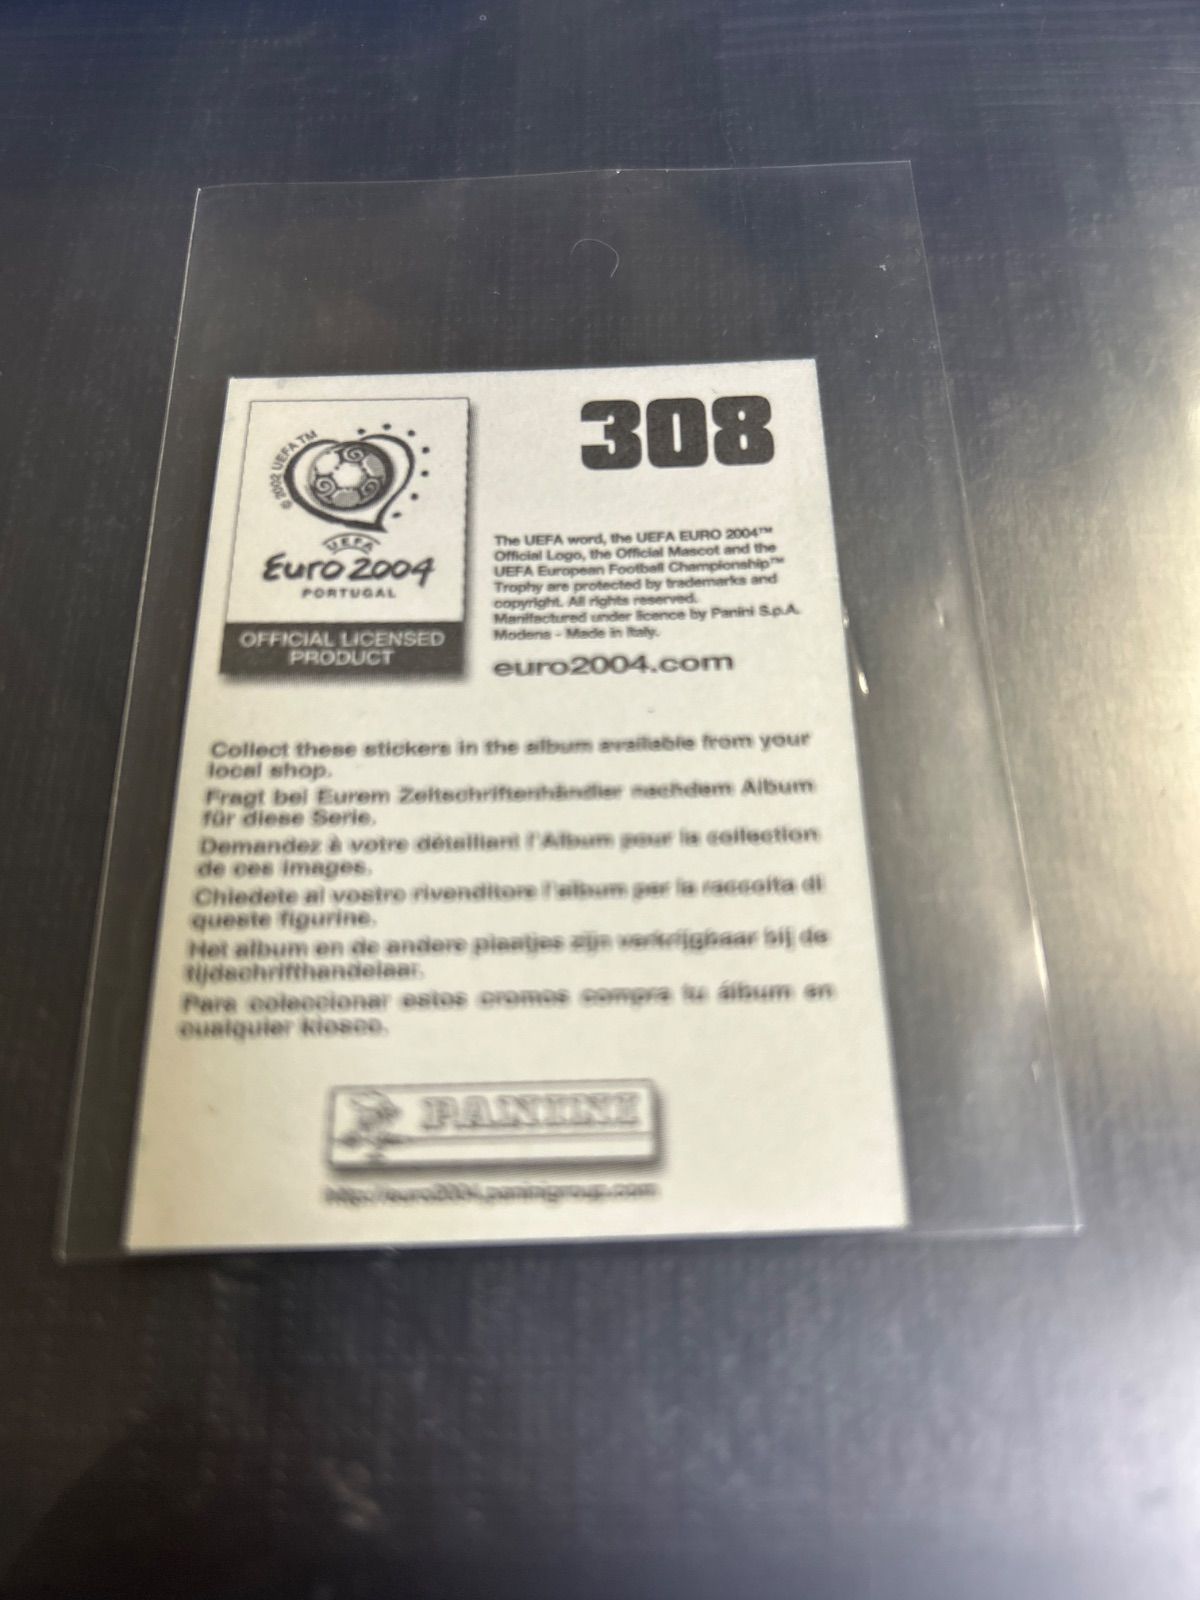 © 2002 UEFA TM
UEFA
Euro 2004
PORTUGAL
OFFICIAL LICENSED
PRODUCT
308
The UEFA word, the UEFA EURO 2004™
Official Logo, the Official Mascot and the
UEFA European Football Championship™
Trophy are protected by trademarks and
copyright. All rights reserved.
Manifactured under licence by Panini S.p.A.
Modena - Made in Italy.
euro2004.com
Collect these stickers in the album available from your
local shop.
Fragt bei Eurem Zeitschriftenhändler nachdem Album
für diese Serie.
Demandez à votre détaillant l'Album pour la collection
de ces images.
Chiedete al vostro rivenditore l'album per la raccolta di
queste figurine.
Het album en de andere plaatjes zijn verkrijgbaar bij de
tijdschrifthandelaar.
Para coleccionar estos cromos compra tu álbum en
cualquier kiosco.
PANINI
http://euro2004.paninigroup.com